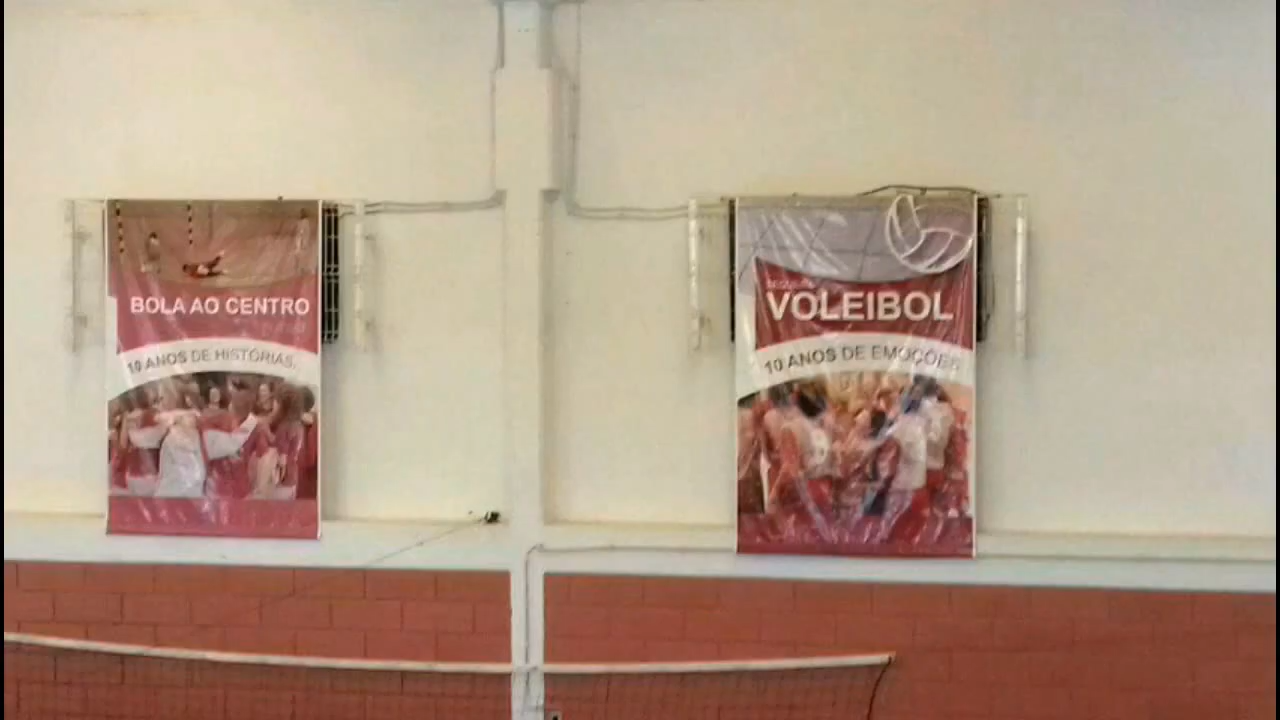 BOLA AO CENTRO
10 ANOS DE HISTÓRIAS.
VOLEIBOL
10 ANOS DE EMOÇÕES